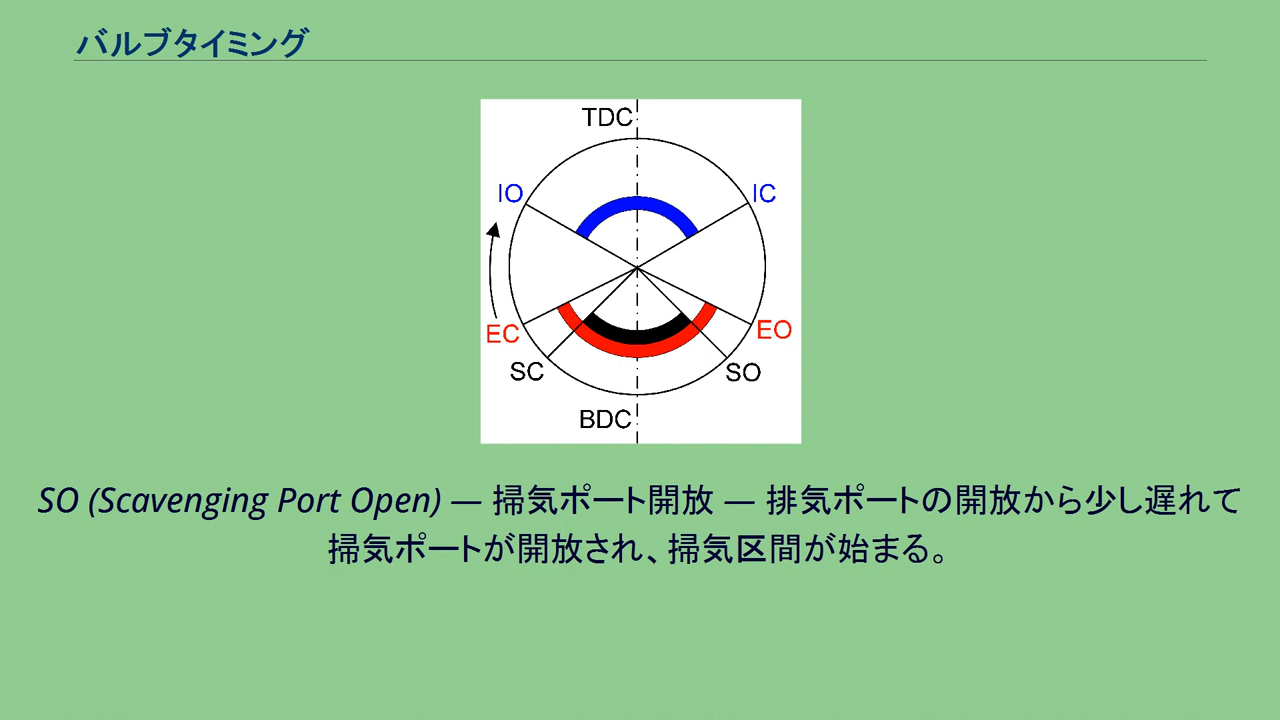 バルブタイミング
TDC
IO
IC
EC
EO
SC
SO
BDC
SO (Scavenging Port Open) — 掃気ポート開放 — 排気ポートの開放から少し遅れて
掃気ポートが開放され、掃気区間が始まる。